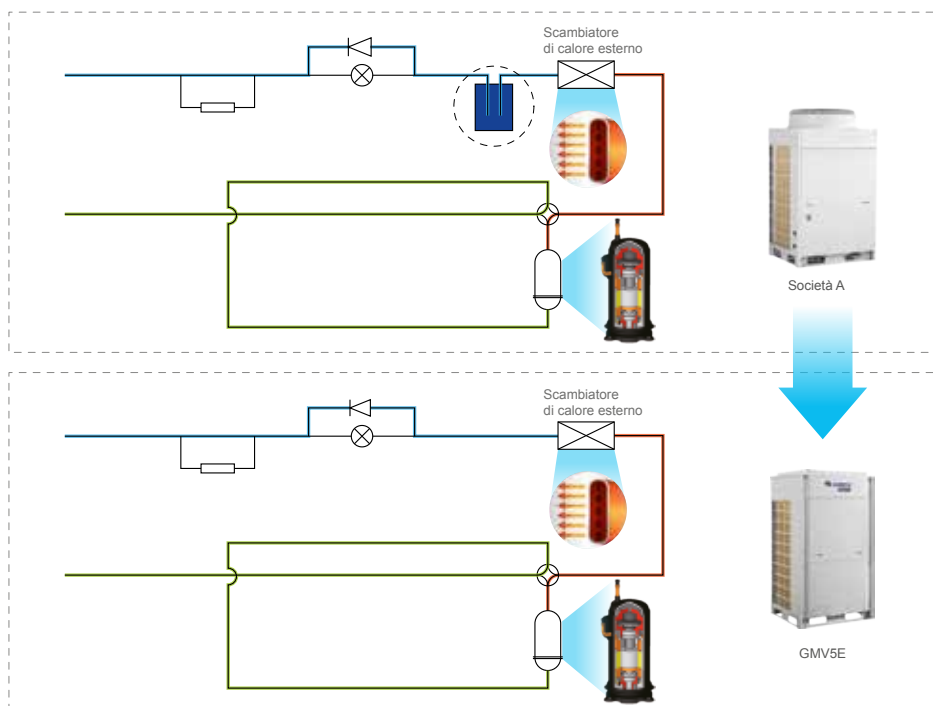 Scambiatore
di calore esterno
Società A
Scambiatore
di calore esterno
GMV5E